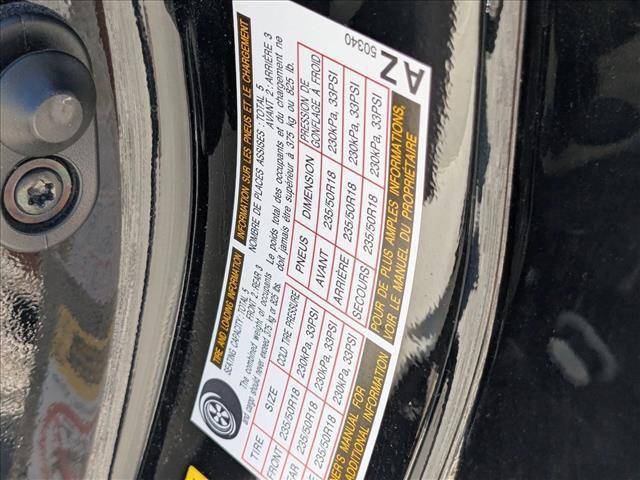 TIRE AND LOADING INFORMATION
SEATING CAPACITY : TOTAL 5
FRONT 2 : REAR 3
The combined weight of occupants
and cargo should never exceed 375 kg or 825 lbs.
TIRE SIZE COLD TIRE PRESSURE
FRONT 235/50R18 230kPa, 33PSI
REAR 235/50R18 230kPa, 33PSI
235/50R18 230kPa, 33PSI
OWNER'S MANUAL FOR
ADDITIONAL INFORMATION
INFORMATION SUR LES PNEUS ET LE CHARGEMENT
NOMBRE DE PLACES ASSISES : TOTAL 5
AVANT 2 : ARRIÈRE 3
Le poids total des occupants et du chargement ne
doit jamais être supérieur à 375 kg ou 825 lb.
PNEUS DIMENSION PRESSION DE
GONFLAGE À FROID
AVANT 235/50R18 230kPa, 33PSI
ARRIÈRE 235/50R18 230kPa, 33PSI
SECOURS 235/50R18 230kPa, 33PSI
POUR DE PLUS AMPLES INFORMATIONS,
VOIR LE MANUEL DU PROPRIÉTAIRE
50340
AZ